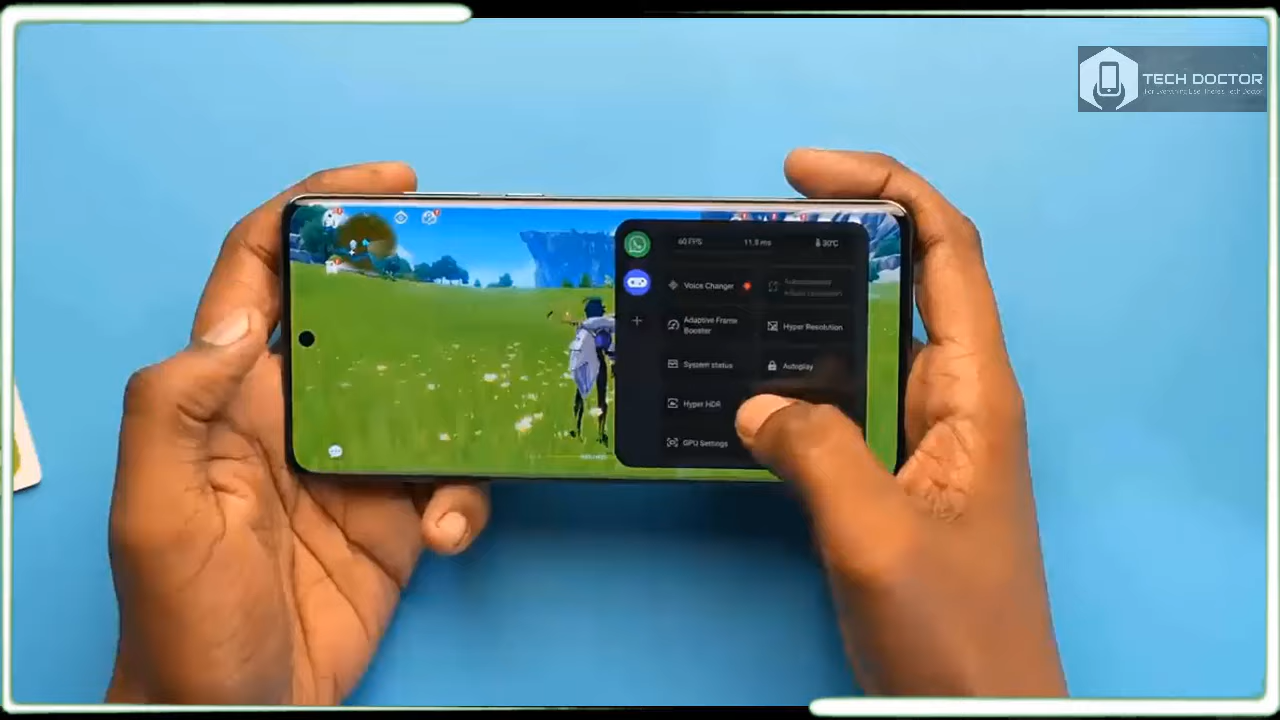 TECH DOCTOR
60 FPS
11.8 ms
30°C
Voice Changer
Adaptive Frame
Booster
Hyper Resolution
System status
Autoplay
Hyper HDR
GPU Settings